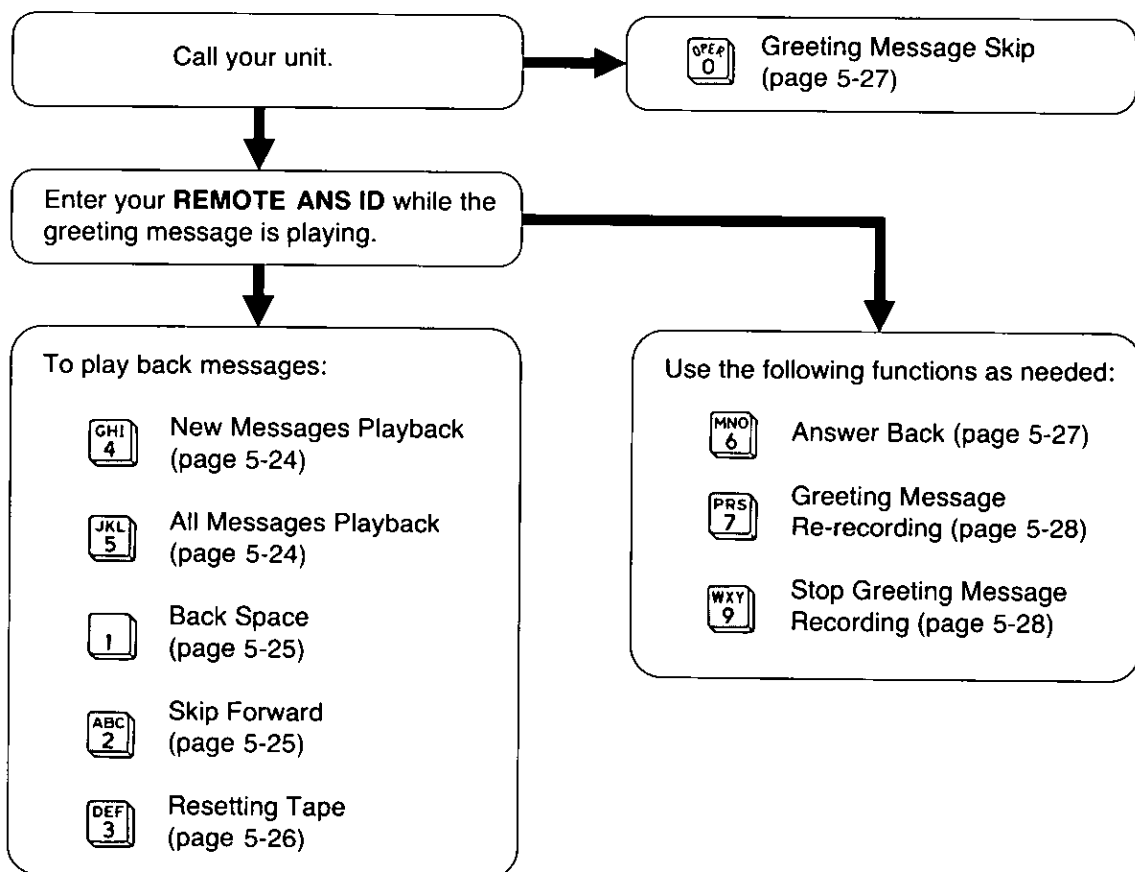 Call your unit.
OPER
0
Greeting Message Skip
(page 5-27)
Enter your REMOTE ANS ID while the
greeting message is playing.
To play back messages:
GHI
4
New Messages Playback
(page 5-24)
JKL
5
All Messages Playback
(page 5-24)
1
Back Space
(page 5-25)
ABC
2
Skip Forward
(page 5-25)
DEF
3
Resetting Tape
(page 5-26)
Use the following functions as needed:
MNO
6
Answer Back (page 5-27)
PRS
7
Greeting Message
Re-recording (page 5-28)
WXY
9
Stop Greeting Message
Recording (page 5-28)